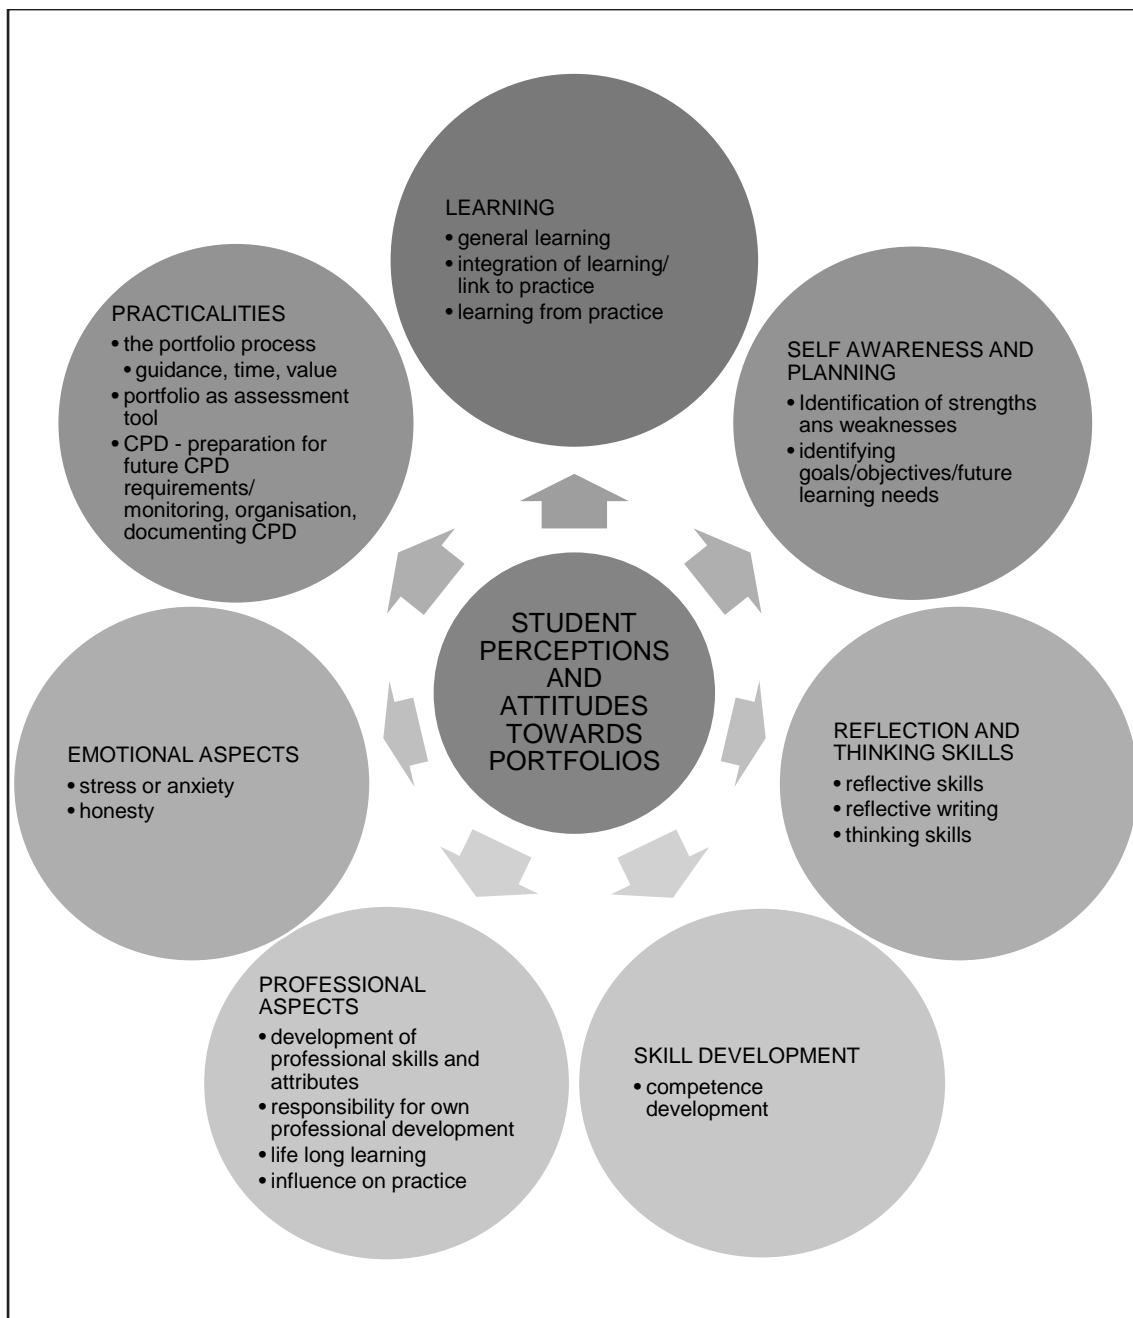 LEARNING
• general learning
• integration of learning/
link to practice
• learning from practice
PRACTICALITIES
• the portfolio process
• guidance, time, value
• portfolio as assessment
tool
• CPD - preparation for
future CPD
requirements/
monitoring, organisation,
documenting CPD
SELF AWARENESS AND
PLANNING
• Identification of strengths
ans weaknesses
• identifying
goals/objectives/future
learning needs
STUDENT
PERCEPTIONS
AND
ATTITUDES
TOWARDS
PORTFOLIOS
EMOTIONAL ASPECTS
• stress or anxiety
• honesty
REFLECTION AND
THINKING SKILLS
• reflective skills
• reflective writing
• thinking skills
PROFESSIONAL
ASPECTS
• development of
professional skills and
attributes
• responsibility for own
professional development
• life long learning
• influence on practice
SKILL DEVELOPMENT
• competence
development